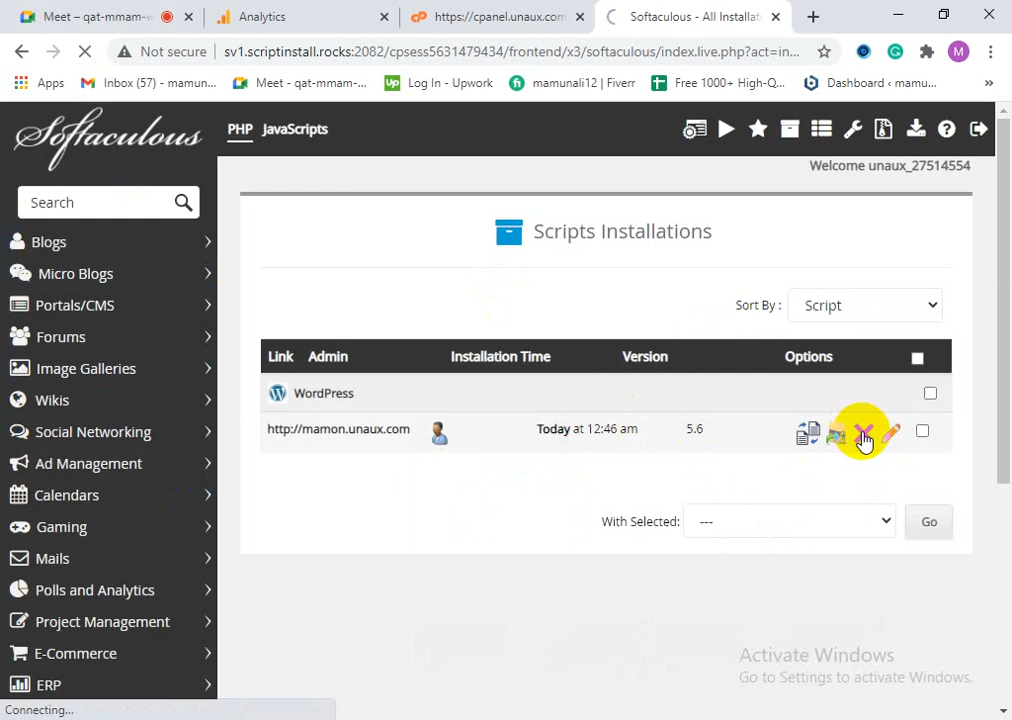 Meet – qat-mmam-w
Analytics
https://cpanel.unaux.com
Softaculous - All Installat
Not secure
sv1.scriptinstall.rocks:2082/cpsess5631479434/frontend/x3/softaculous/index.live.php?act=in...
M
Apps
Inbox (57) - mamun...
Meet - qat-mmam-...
Log In - Upwork
mamunali12 | Fiverr
Free 1000+ High-Q...
Dashboard ‹ mamu...
»
Softaculous
PHP
JavaScripts
Welcome unaux_27514554
Search
Blogs
Micro Blogs
Portals/CMS
Forums
Image Galleries
Wikis
Social Networking
Ad Management
Calendars
Gaming
Mails
Polls and Analytics
Project Management
E-Commerce
ERP
Scripts Installations
Sort By :
Script
Link
Admin
Installation Time
Version
Options
WordPress
http://mamon.unaux.com
Today at 12:46 am
5.6
With Selected:
---
Go
Activate Windows
Go to Settings to activate Windows.
Connecting...